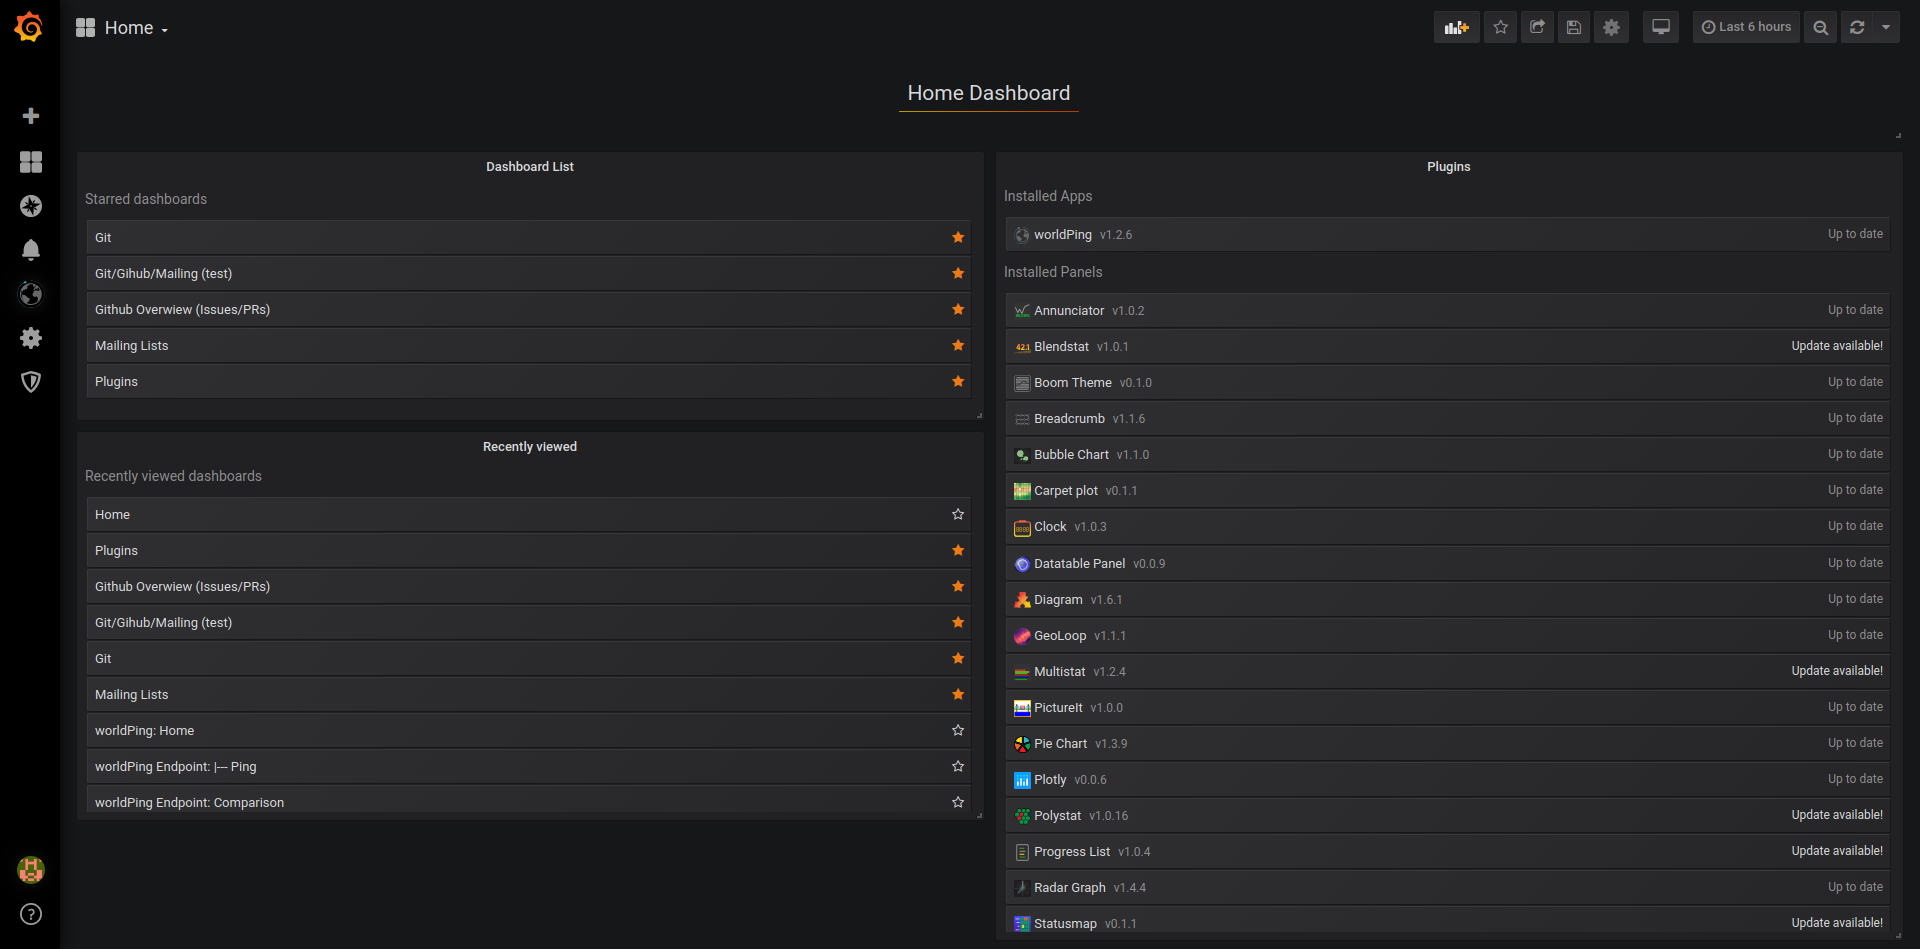 Home
Last 6 hours
Home Dashboard
Dashboard List
Starred dashboards
Git
Git/Gihub/Mailing (test)
Github Overwiew (Issues/PRs)
Mailing Lists
Plugins
Recently viewed
Recently viewed dashboards
Home
Plugins
Github Overwiew (Issues/PRs)
Git/Gihub/Mailing (test)
Git
Mailing Lists
worldPing: Home
worldPing Endpoint: |--- Ping
worldPing Endpoint: Comparison
Plugins
Installed Apps
worldPing v1.2.6 Up to date
Installed Panels
Annunciator v1.0.2 Up to date
42.1 Blendstat v1.0.1 Update available!
Boom Theme v0.1.0 Up to date
Breadcrumb v1.1.6 Up to date
Bubble Chart v1.1.0 Up to date
Carpet plot v0.1.1 Up to date
Clock v1.0.3 Up to date
Datatable Panel v0.0.9 Up to date
Diagram v1.6.1 Up to date
GeoLoop v1.1.1 Up to date
Multistat v1.2.4 Update available!
PictureIt v1.0.0 Up to date
Pie Chart v1.3.9 Up to date
Plotly v0.0.6 Up to date
Polystat v1.0.16 Update available!
Progress List v1.0.4 Update available!
Radar Graph v1.4.4 Up to date
Statusmap v0.1.1 Update available!